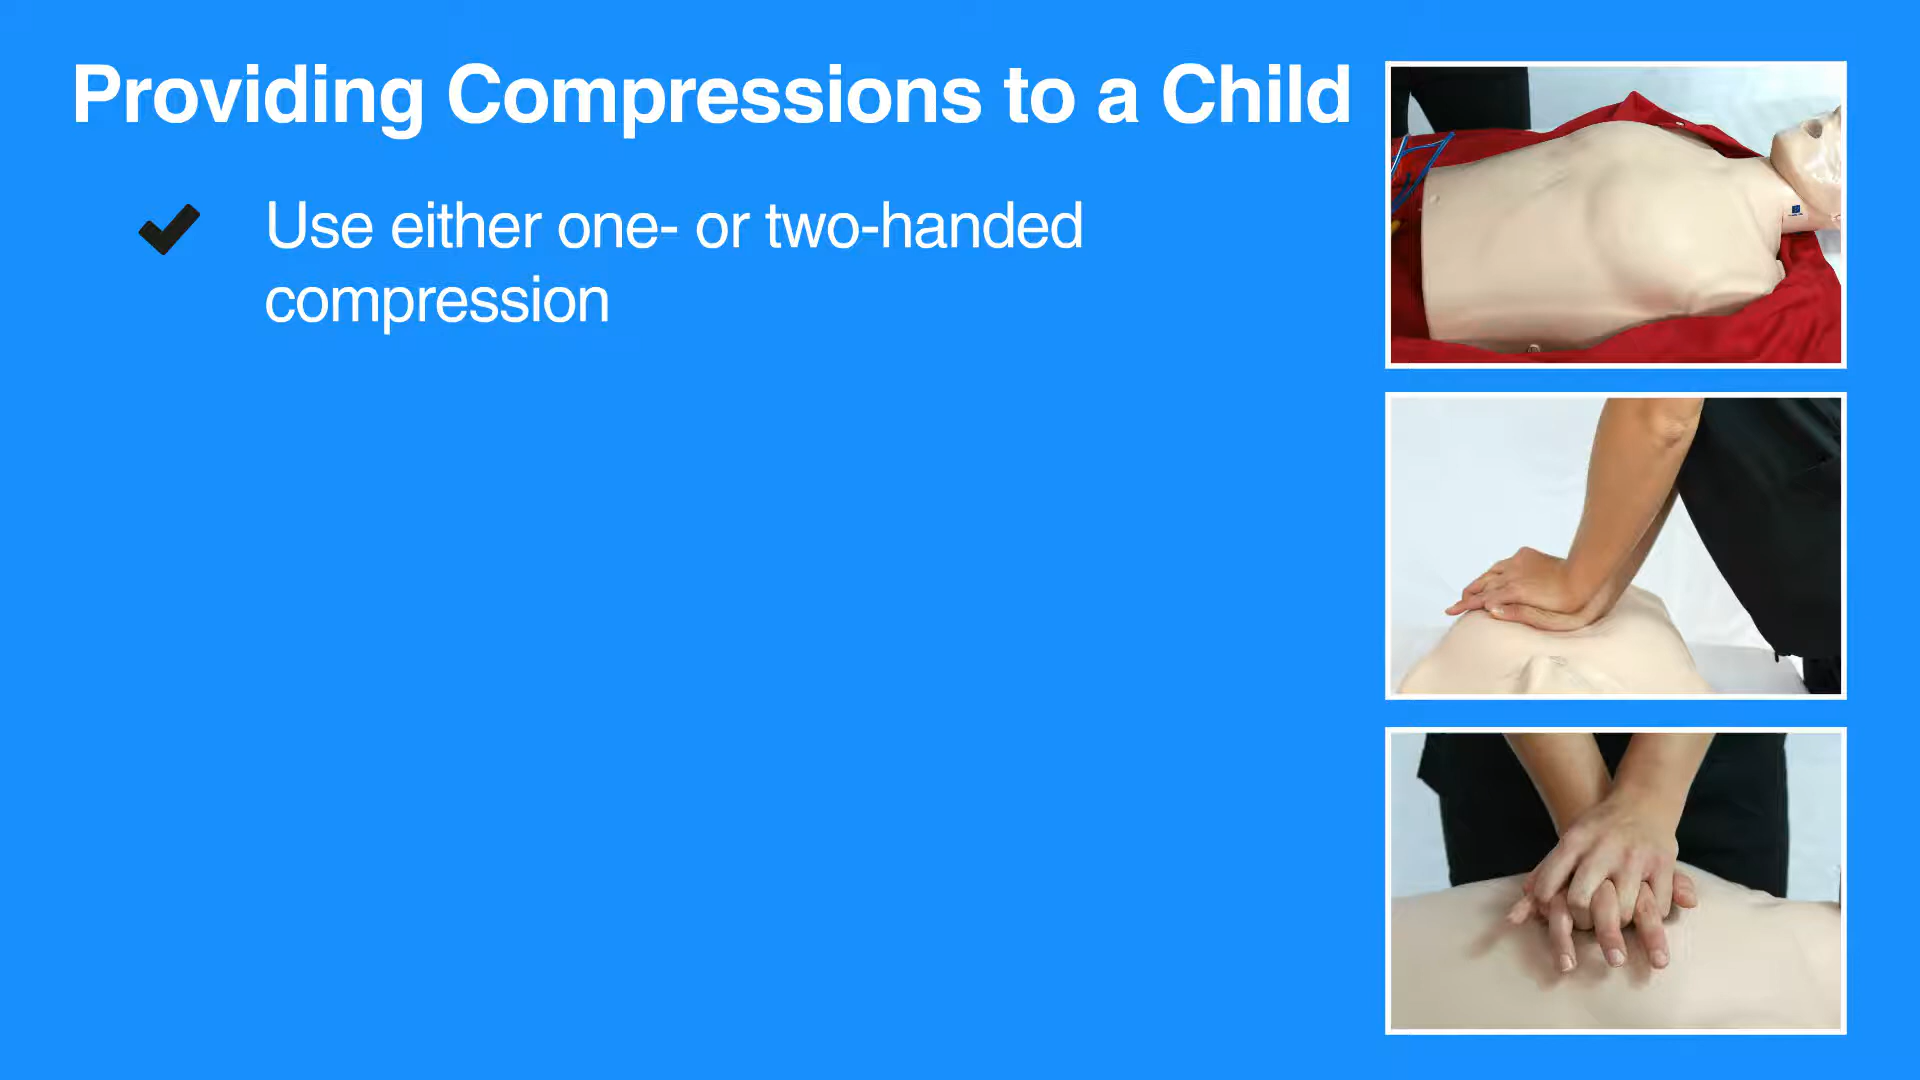 Providing Compressions to a Child
Use either one- or two-handed
compression